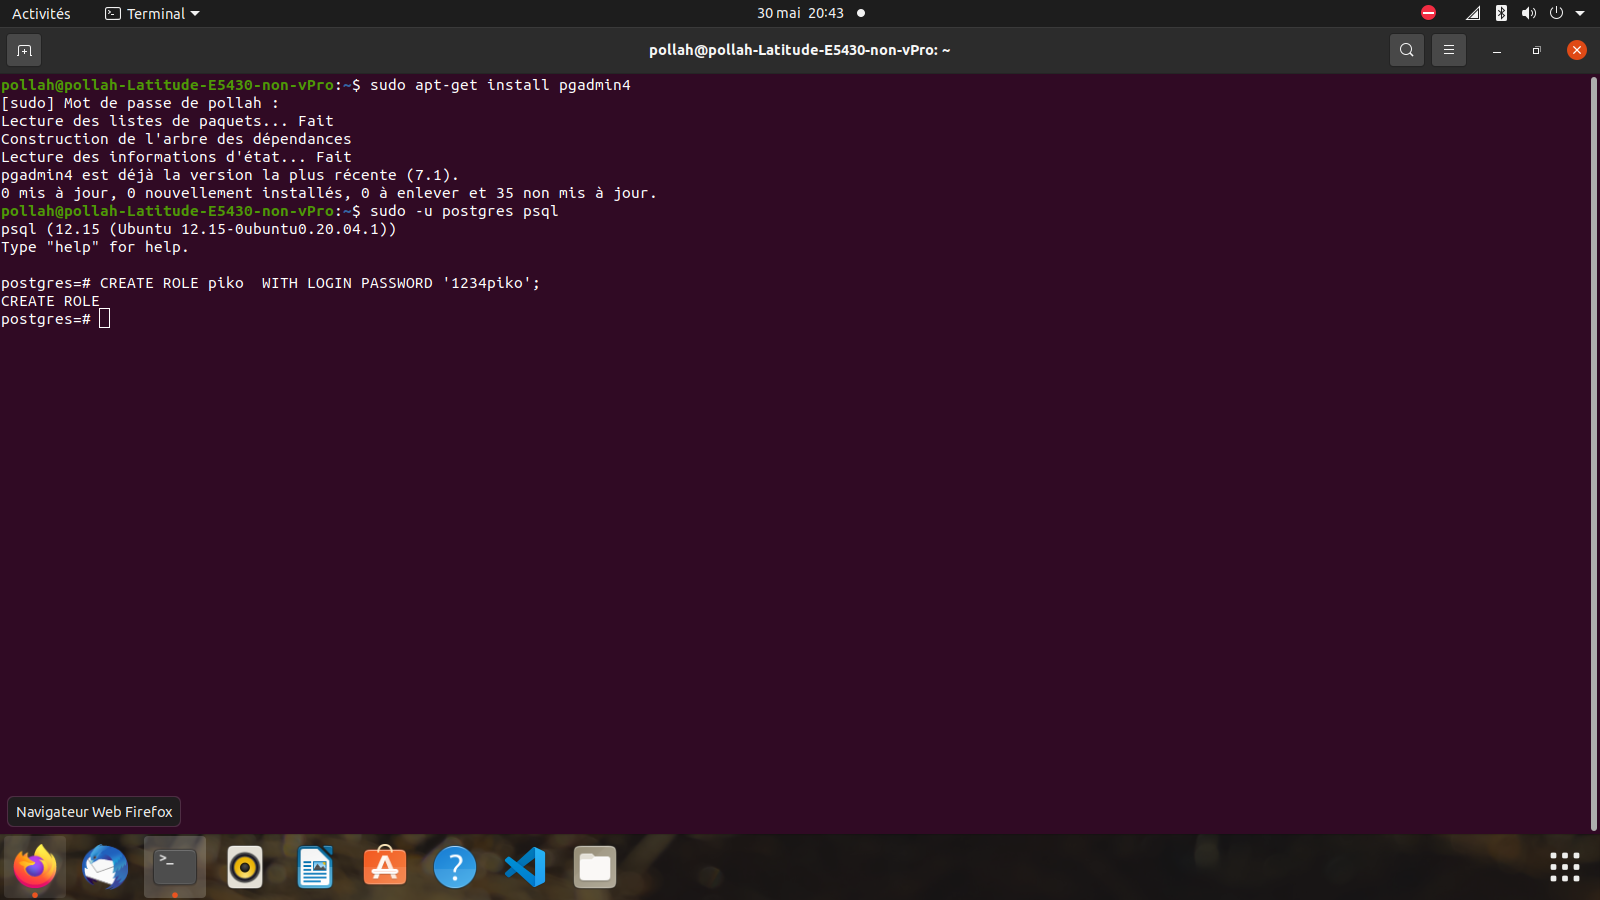 Activités
Terminal
30 mai 20:43
pollah@pollah-Latitude-E5430-non-vPro: ~
pollah@pollah-Latitude-E5430-non-vPro:~$ sudo apt-get install pgadmin4
[sudo] Mot de passe de pollah :
Lecture des listes de paquets... Fait
Construction de l'arbre des dépendances
Lecture des informations d'état... Fait
pgadmin4 est déjà la version la plus récente (7.1).
0 mis à jour, 0 nouvellement installés, 0 à enlever et 35 non mis à jour.
pollah@pollah-Latitude-E5430-non-vPro:~$ sudo -u postgres psql
psql (12.15 (Ubuntu 12.15-0ubuntu0.20.04.1))
Type "help" for help.
postgres=# CREATE ROLE piko  WITH LOGIN PASSWORD '1234piko';
CREATE ROLE
postgres=#
Navigateur Web Firefox